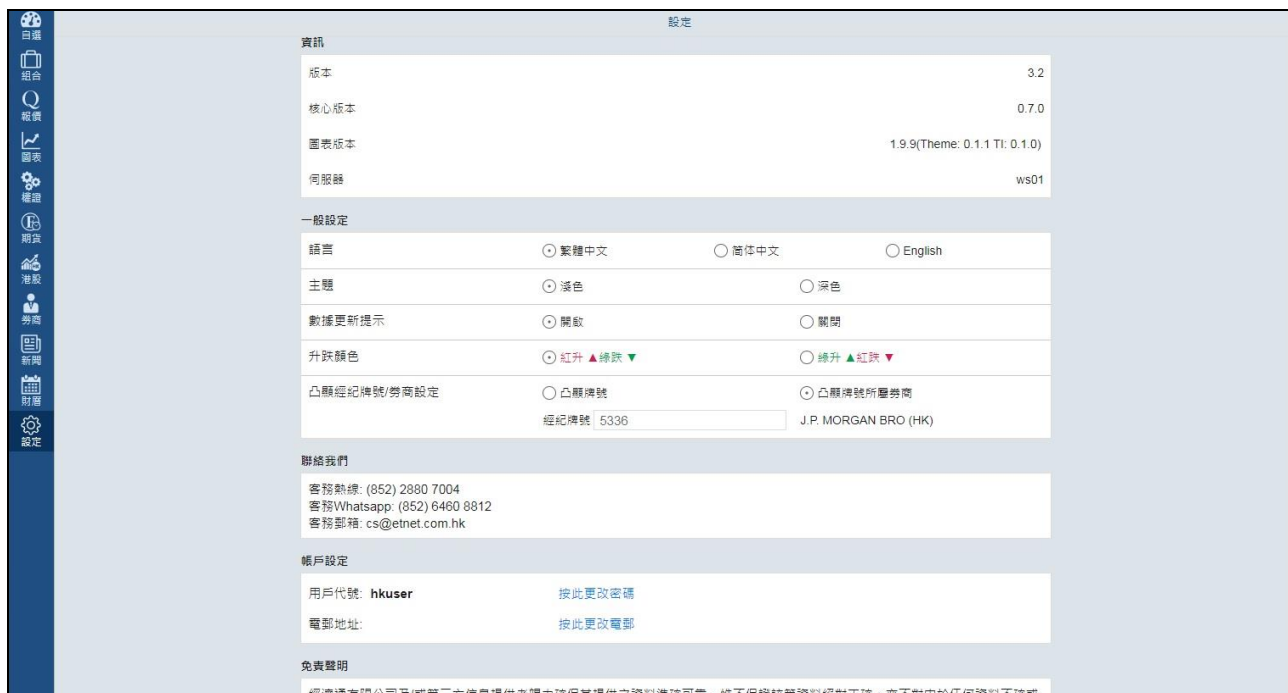 設定
自選
組合
報價
圖表
權證
期貨
港股
券商
新聞
財曆
設定
資訊
版本 3.2
核心版本 0.7.0
圖表版本 1.9.9(Theme: 0.1.1 TI: 0.1.0)
伺服器 ws01
一般設定
語言 繁體中文 简体中文 English
主題 淺色 深色
數據更新提示 開啟 關閉
升跌顏色 紅升 ▲綠跌 ▼ 綠升 ▲紅跌 ▼
凸顯經紀牌號/劵商設定 凸顯牌號 凸顯牌號所屬劵商
經紀牌號 5336 J.P. MORGAN BRO (HK)
聯絡我們
客務熱線: (852) 2880 7004
客務Whatsapp: (852) 6460 8812
客務郵箱: cs@etnet.com.hk
帳戶設定
用戶代號: hkuser 按此更改密碼
電郵地址: 按此更改電郵
免責聲明